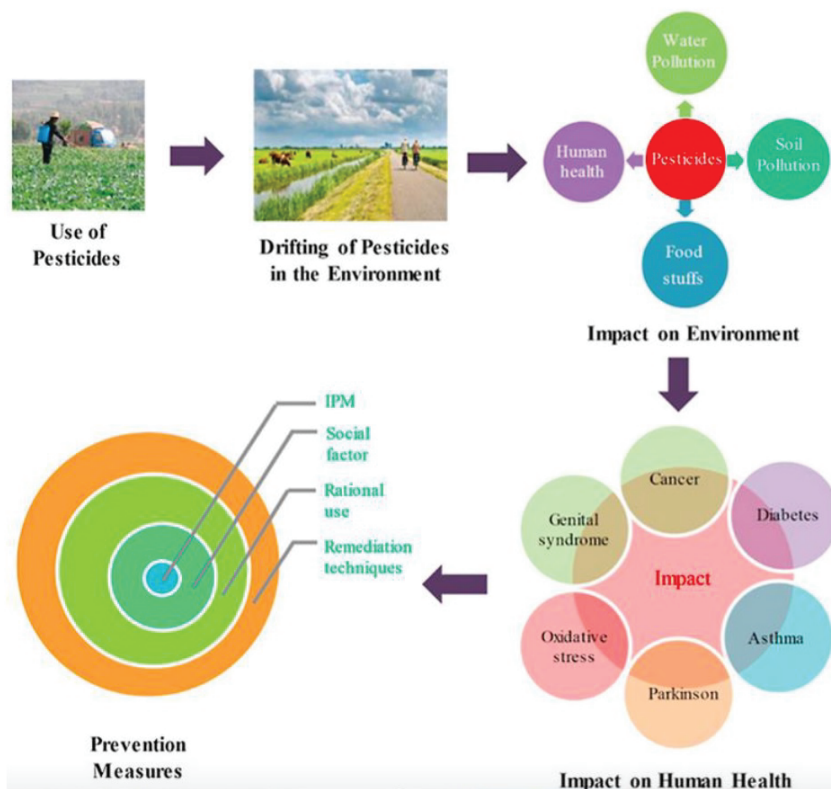 Water
Pollution
Human
health
Pesticides
Soil
Pollution
Food
stuffs
Use of
Pesticides
Drifting of Pesticides
in the Environment
Impact on Environment
IPM
Social
factor
Rational
use
Remediation
techniques
Prevention
Measures
Cancer
Diabetes
Genital
syndrome
Impact
Oxidative
stress
Asthma
Parkinson
Impact on Human Health